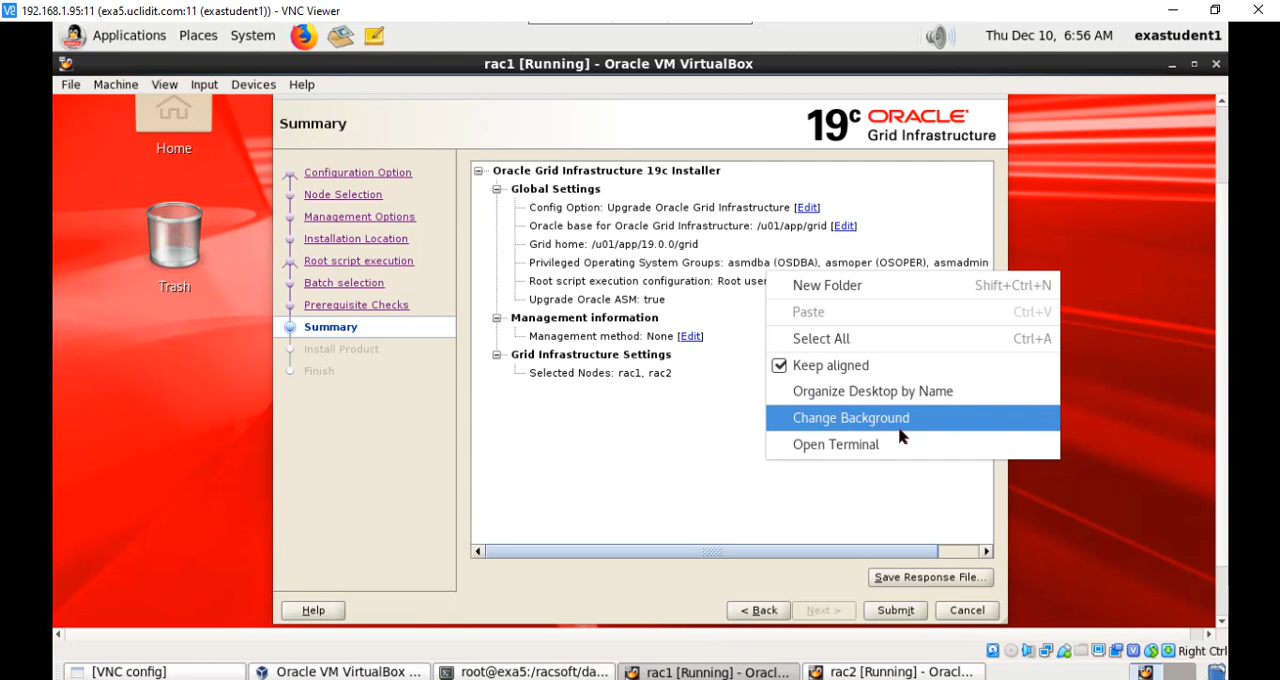 192.168.1.95:11 (exa5.uclidit.com:11 (exastudent1)) - VNC Viewer
Applications Places System Thu Dec 10, 6:56 AM exastudent1
rac1 [Running] - Oracle VM VirtualBox
File Machine View Input Devices Help
Home
Trash
Summary
19c ORACLE
Grid Infrastructure
Configuration Option
Node Selection
Management Options
Installation Location
Root script execution
Batch selection
Prerequisite Checks
Summary
Install Product
Finish
Oracle Grid Infrastructure 19c Installer
Global Settings
Config Option: Upgrade Oracle Grid Infrastructure [Edit]
Oracle base for Oracle Grid Infrastructure: /u01/app/grid [Edit]
Grid home: /u01/app/19.0.0/grid
Privileged Operating System Groups: asmdba (OSDBA), asmoper (OSOPER), asmadmin
Root script execution configuration: Root user
Upgrade Oracle ASM: true
Management information
Management method: None [Edit]
Grid Infrastructure Settings
Selected Nodes: rac1, rac2
New Folder Shift+Ctrl+N
Paste Ctrl+V
Select All Ctrl+A
Keep aligned
Organize Desktop by Name
Change Background
Open Terminal
Save Response File...
Help < Back Next > Submit Cancel
Right Ctrl
[VNC config] Oracle VM VirtualBox ... root@exa5:/racsoft/da... rac1 [Running] - Oracl... rac2 [Running] - Oracl...